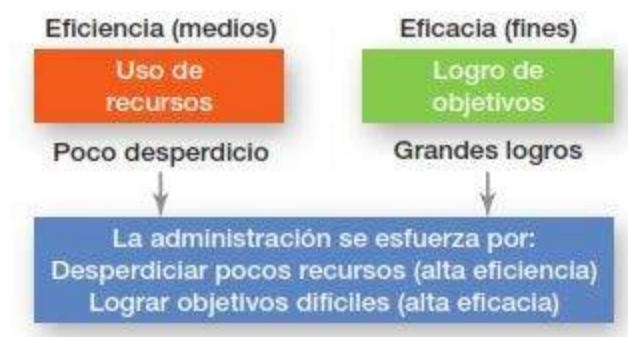 Eficiencia (medios)
Uso de
recursos
Poco desperdicio
Eficacia (fines)
Logro de
objetivos
Grandes logros
La administración se esfuerza por:
Desperdiciar pocos recursos (alta eficiencia)
Lograr objetivos difíciles (alta eficacia)